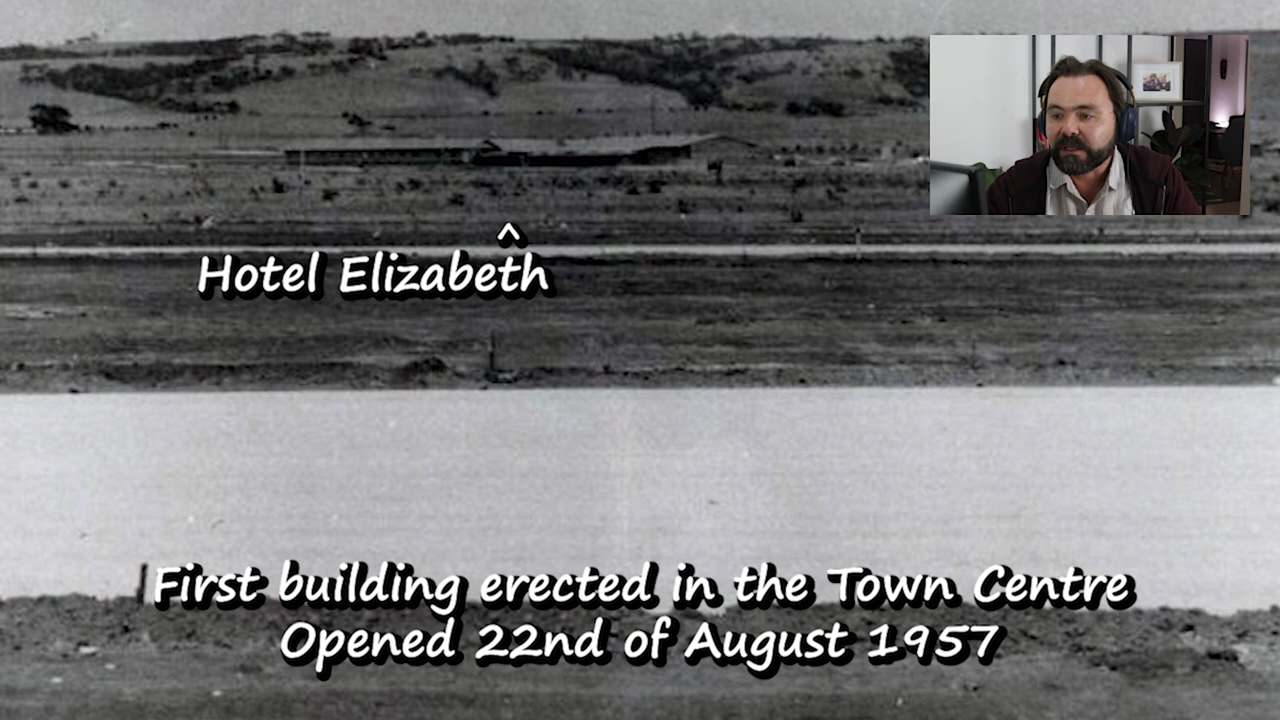 ^
Hotel Elizabeth
First building erected in the Town Centre
Opened 22nd of August 1957